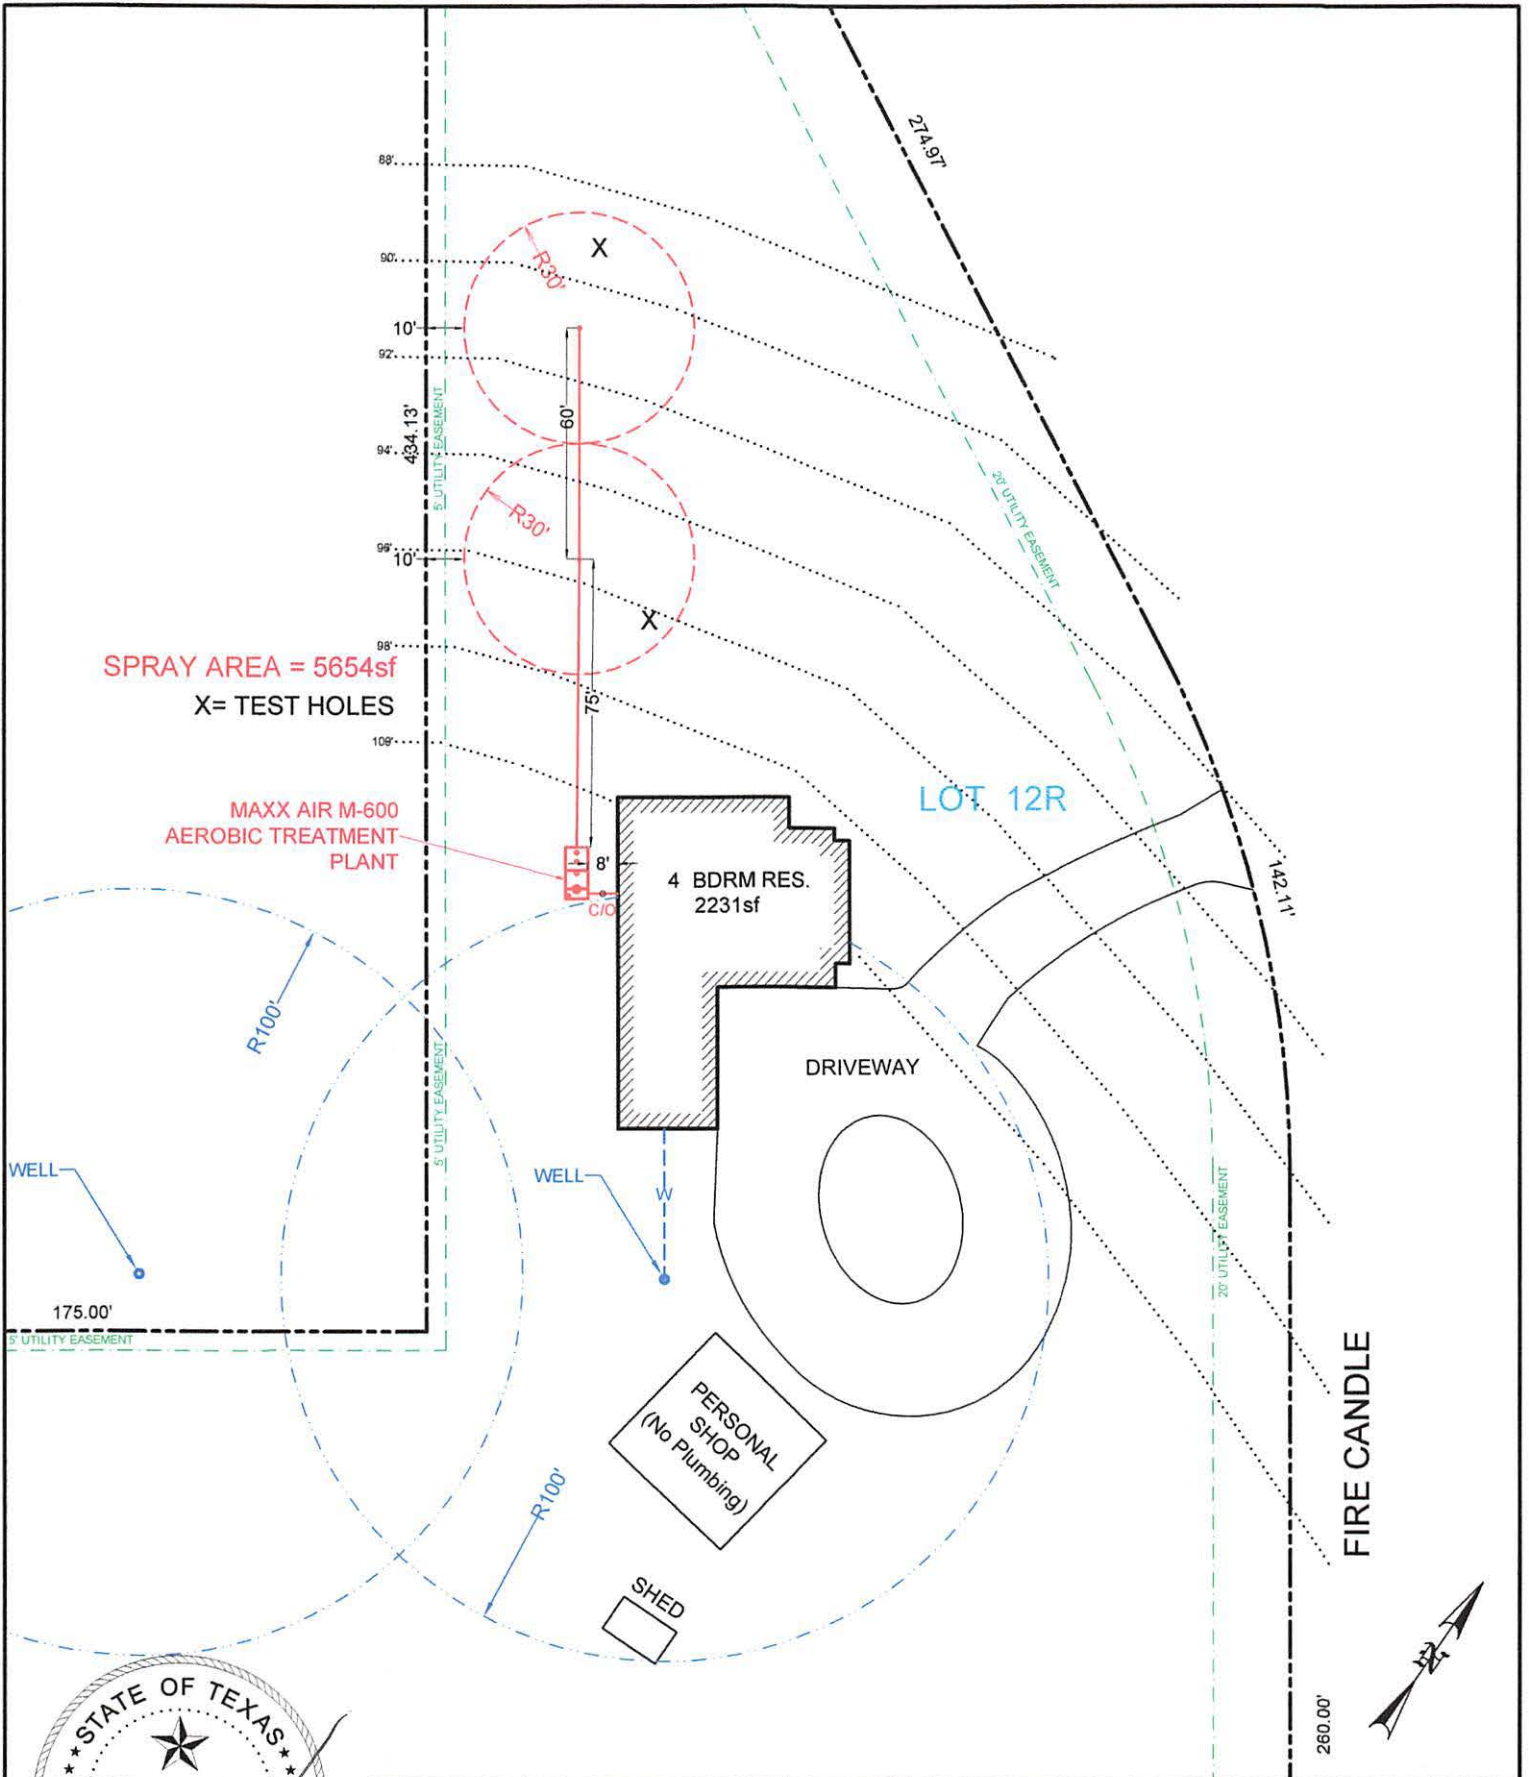 274.97'
88'
R30'
X
90'
10'
92'
60'
434.13'
5' UTILITY EASEMENT
94'
20' UTILITY EASEMENT
R30'
96'
10'
X
98'
SPRAY AREA = 5654sf
X= TEST HOLES
75'
LOT 12R
MAXX AIR M-600
AEROBIC TREATMENT
PLANT
8'
4 BDRM RES.
2231sf
C/O
142.11'
R100'
5' UTILITY EASEMENT
DRIVEWAY
WELL
WELL
W
20' UTILITY EASEMENT
175.00'
5' UTILITY EASEMENT
PERSONAL
SHOP
(No Plumbing)
FIRE CANDLE
R100'
SHED
N
260.00'
STATE OF TEXAS